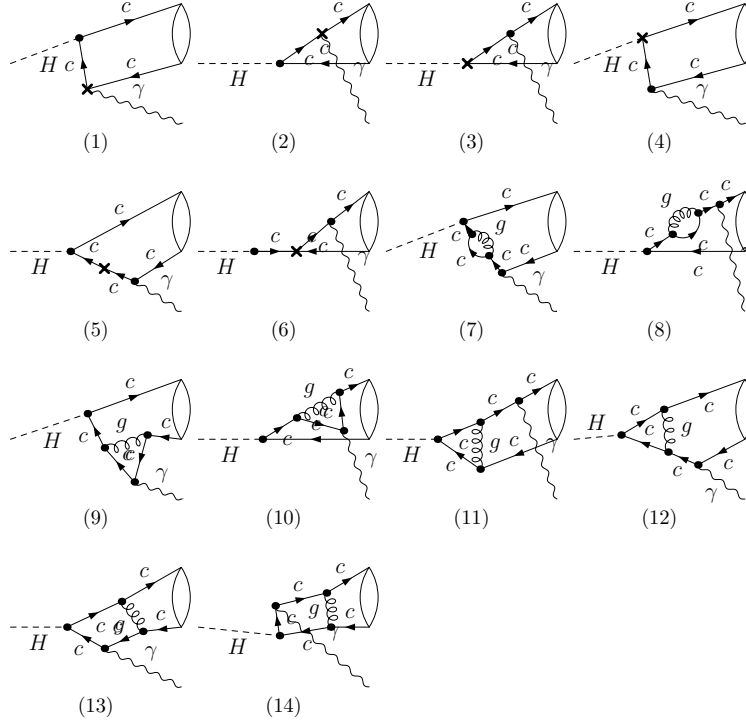 c
H c c
γ
(1)
c
c γ
H
(2)
c
c γ
H
(3)
c
H c c
γ
(4)
c
c c
H c γ
(5)
c
c c
c γ
H
(6)
c
g
H c
c c
γ
(7)
g c c
c
H c
(8)
c
g c
H c c
γ
(9)
c
g
c c
H γ
(10)
c c
c g c γ
H c
(11)
c c
c g
H c c
γ
(12)
c
c g c
H c γ
(13)
c c
g c
c c γ
H
(14)